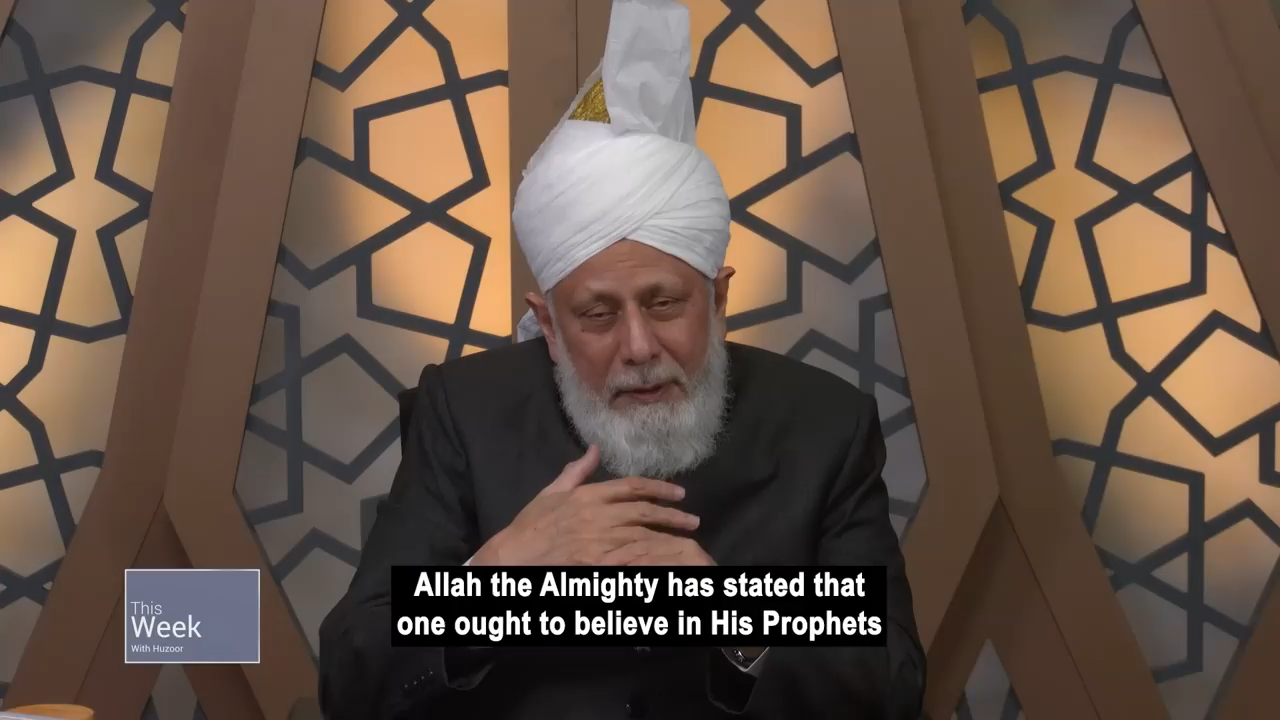 Allah the Almighty has stated that
one ought to believe in His Prophets
This
Week
With Huzoor